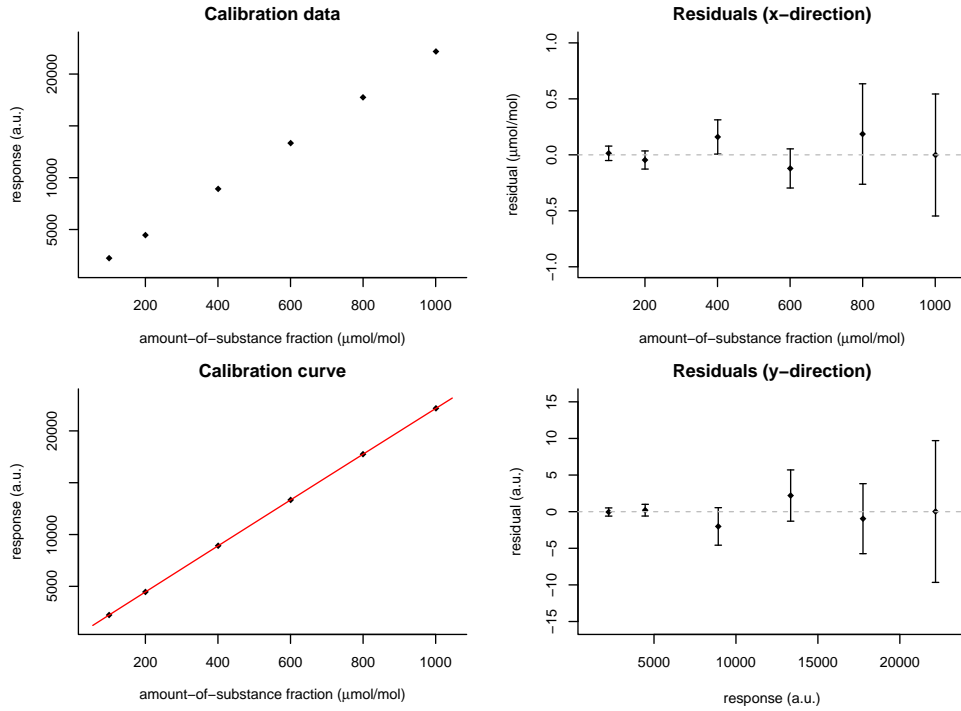 Calibration data
response (a.u.)
20000
10000
5000
200 400 600 800 1000
amount−of−substance fraction (μmol/mol)
Residuals (x−direction)
residual (μmol/mol)
1.0
0.5
0.0
−0.5
−1.0
200 400 600 800 1000
amount−of−substance fraction (μmol/mol)
Calibration curve
response (a.u.)
20000
10000
5000
200 400 600 800 1000
amount−of−substance fraction (μmol/mol)
Residuals (y−direction)
residual (a.u.)
15
10
5
0
−5
−10
−15
5000 10000 15000 20000
response (a.u.)